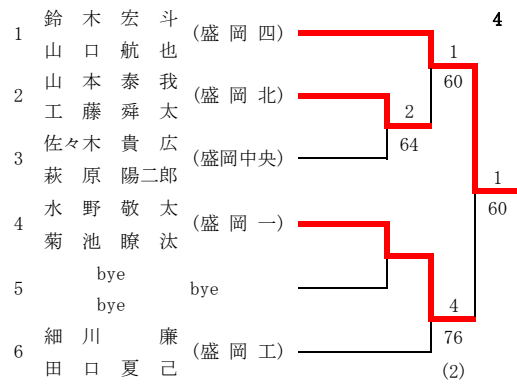 4
鈴 木 宏 斗
1 (盛 岡 四)
山 口 航 也
1
60
山 本 泰 我
2 (盛 岡 北)
工 藤 舜 太
2
64
佐々木 貴 広
3 (盛岡中央)
萩 原 陽二郎
1
60
水 野 敬 太
4 (盛 岡 一)
菊 池 瞭 汰
bye
5 bye
bye
4
76
(2)
細 川 廉
6 (盛 岡 工)
田 口 夏 己